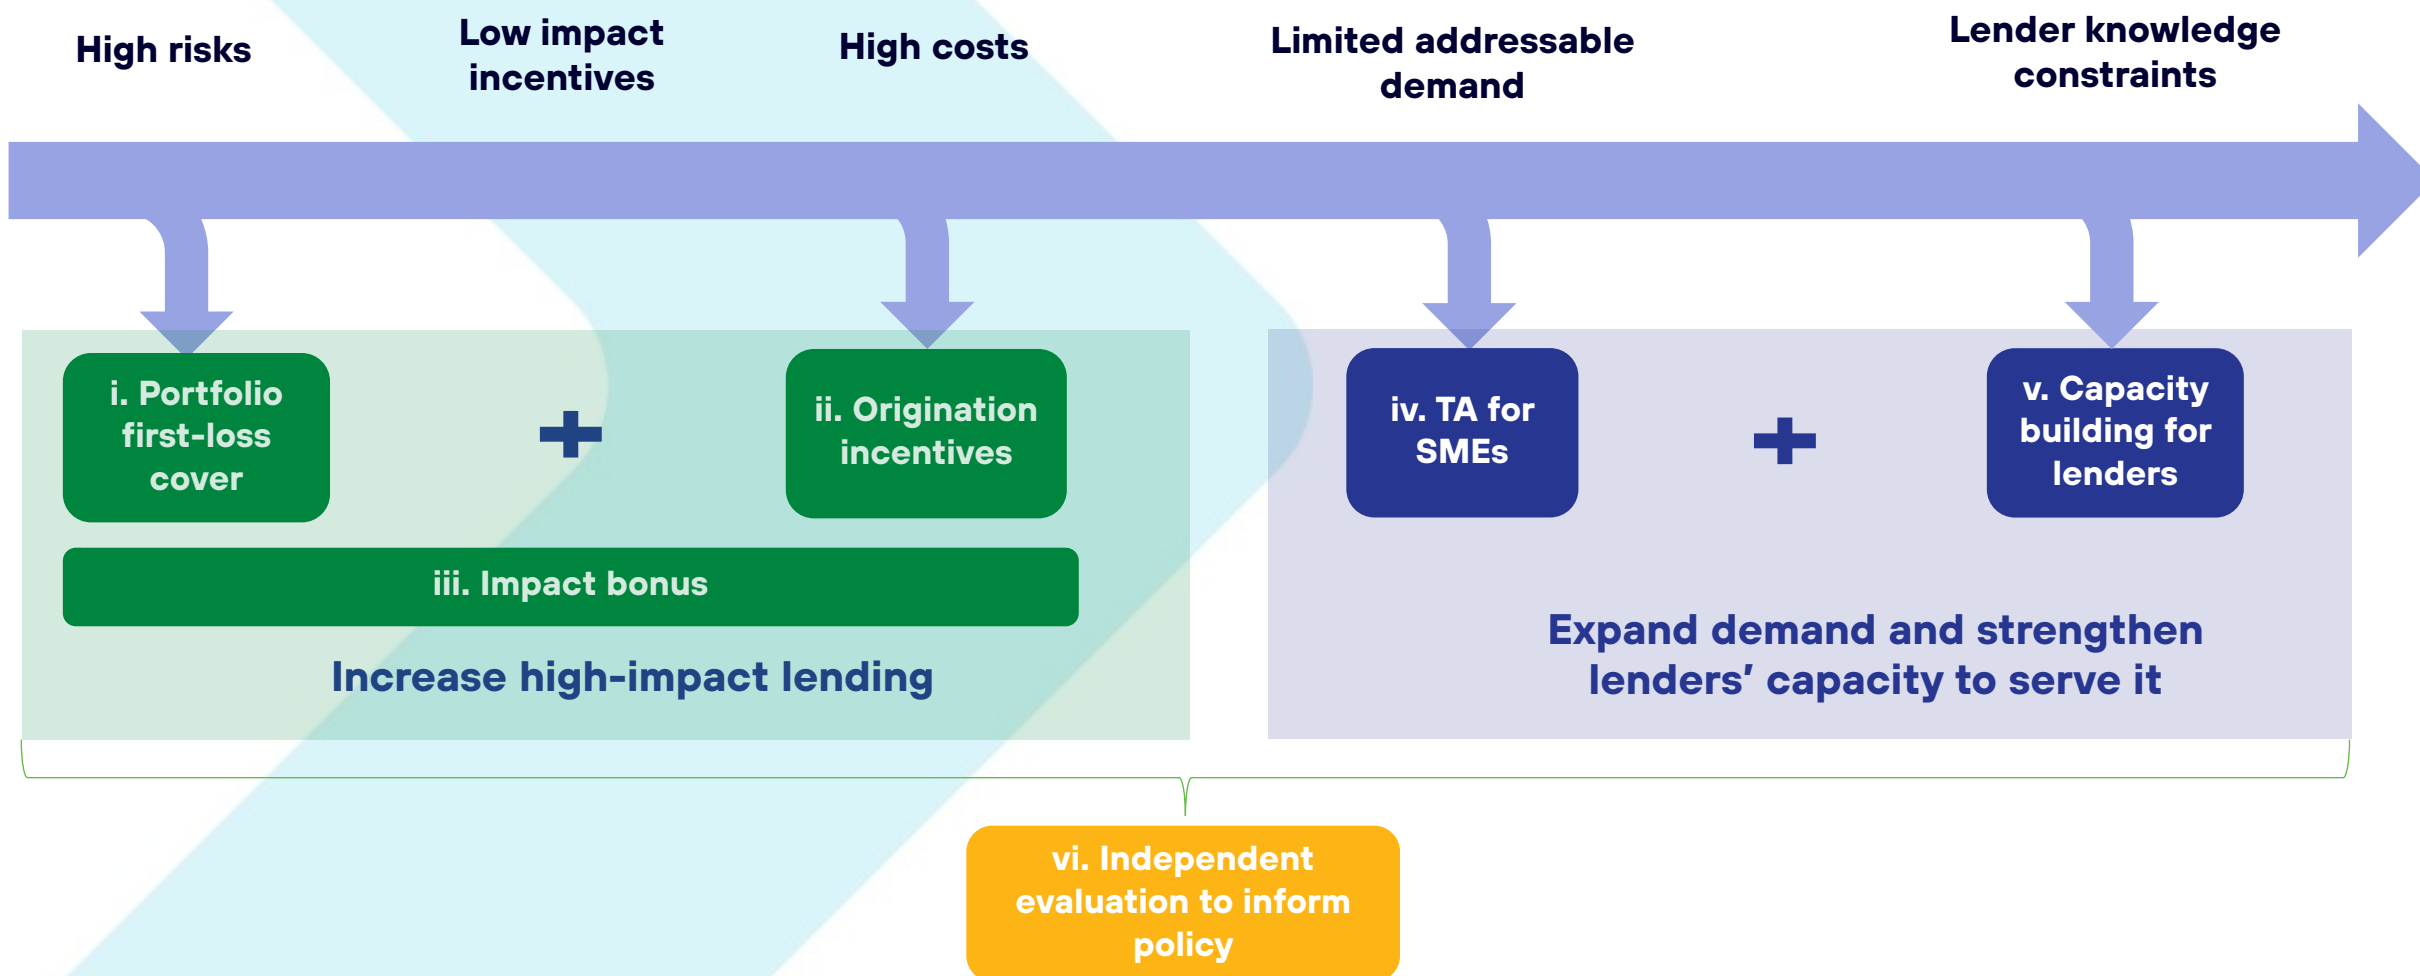 High risks
Low impact
incentives
High costs
Limited addressable
demand
Lender knowledge
constraints
i. Portfolio
first-loss
cover
ii. Origination
incentives
iii. Impact bonus
Increase high-impact lending
iv. TA for
SMEs
v. Capacity
building for
lenders
Expand demand and strengthen
lenders’ capacity to serve it
vi. Independent
evaluation to inform
policy